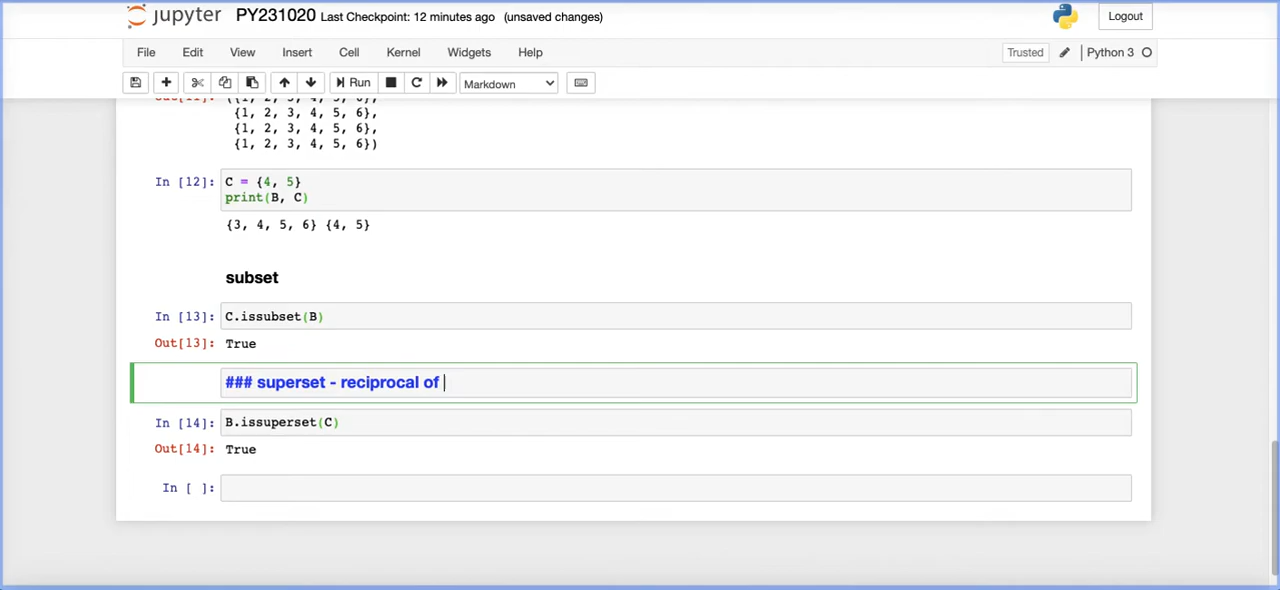 jupyter PY231020 Last Checkpoint: 12 minutes ago (unsaved changes) Logout
File Edit View Insert Cell Kernel Widgets Help Trusted Python 3
Run Markdown
{1, 2, 3, 4, 5, 6},
{1, 2, 3, 4, 5, 6},
{1, 2, 3, 4, 5, 6})
In [12]: C = {4, 5}
print(B, C)
{3, 4, 5, 6} {4, 5}
subset
In [13]: C.issubset(B)
Out[13]: True
### superset - reciprocal of
In [14]: B.issuperset(C)
Out[14]: True
In [ ]: